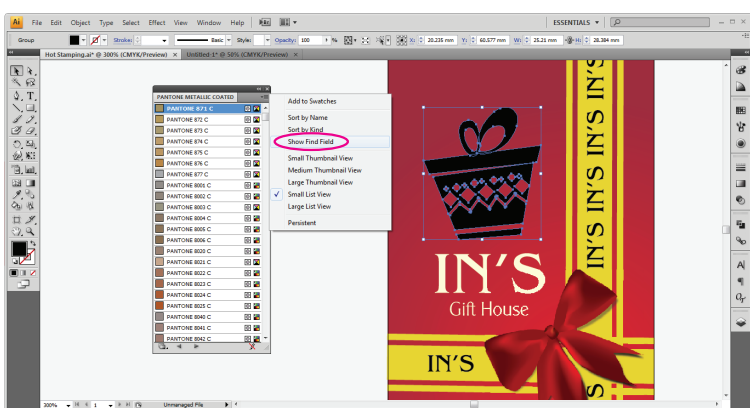 Ai File Edit Object Type Select Effect View Window Help Br ESSENTIALS
Group Stroke: Basic Style: Opacity: 100 % X: 20.235 mm Y: 60.577 mm W: 25.21 mm H: 28.384 mm
Hot Stamping.ai* @ 300% (CMYK/Preview) × Untitled-1* @ 50% (CMYK/Preview) ×
PANTONE METALLIC COATED
PANTONE 871 C
PANTONE 872 C
PANTONE 873 C
PANTONE 874 C
PANTONE 875 C
PANTONE 876 C
PANTONE 877 C
PANTONE 8001 C
PANTONE 8002 C
PANTONE 8003 C
PANTONE 8004 C
PANTONE 8005 C
PANTONE 8006 C
PANTONE 8020 C
PANTONE 8021 C
PANTONE 8022 C
PANTONE 8023 C
PANTONE 8024 C
PANTONE 8025 C
PANTONE 8040 C
PANTONE 8041 C
PANTONE 8042 C
Add to Swatches
Sort by Name
Sort by Kind
Show Find Field
Small Thumbnail View
Medium Thumbnail View
Large Thumbnail View
✓ Small List View
Large List View
Persistent
IN'S
Gift House
IN'S IN'S IN'S IN'S
IN'S
300% 1 Unmanaged File